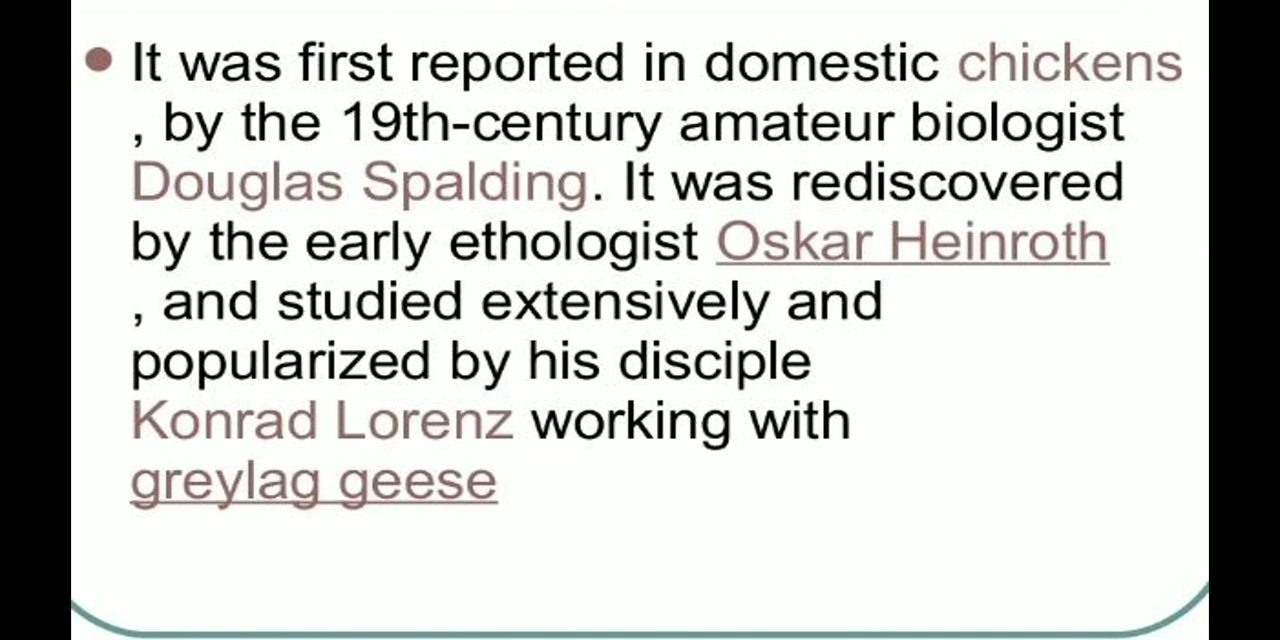 It was first reported in domestic chickens
, by the 19th-century amateur biologist
Douglas Spalding. It was rediscovered
by the early ethologist Oskar Heinroth
, and studied extensively and
popularized by his disciple
Konrad Lorenz working with
greylag geese